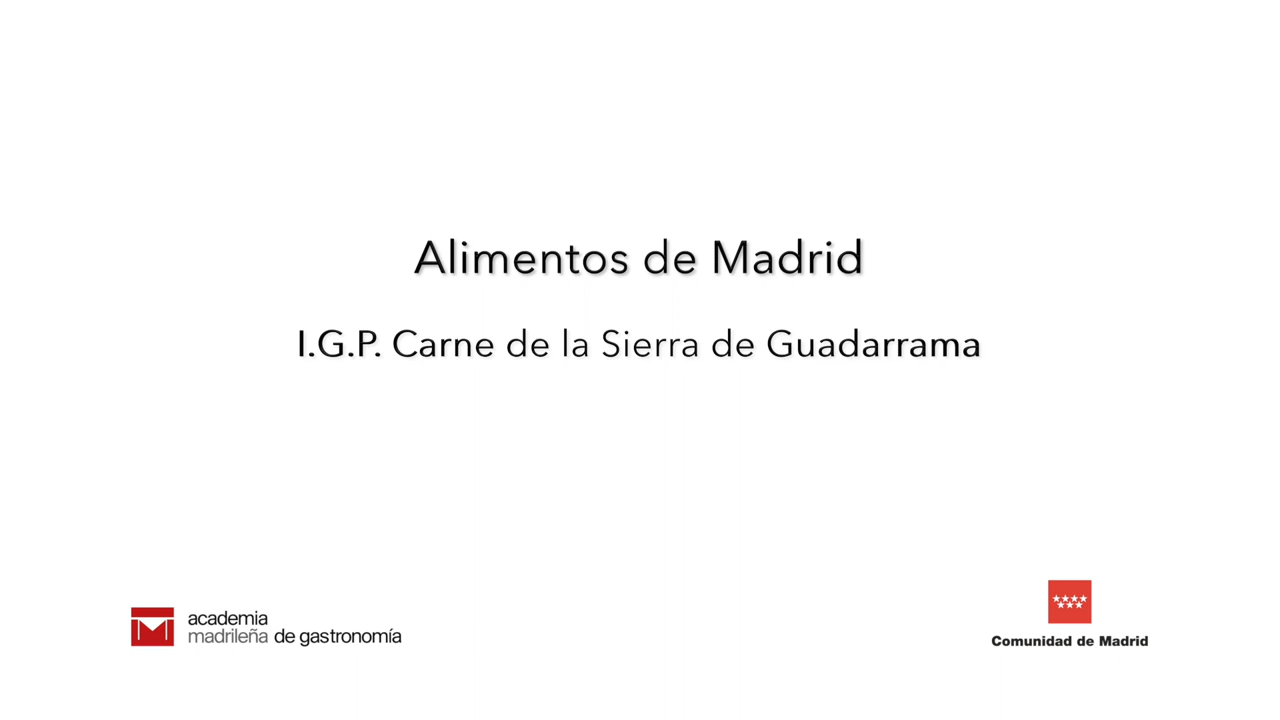 Alimentos de Madrid
I.G.P. Carne de la Sierra de Guadarrama
academia
madrileña de gastronomía
Comunidad de Madrid